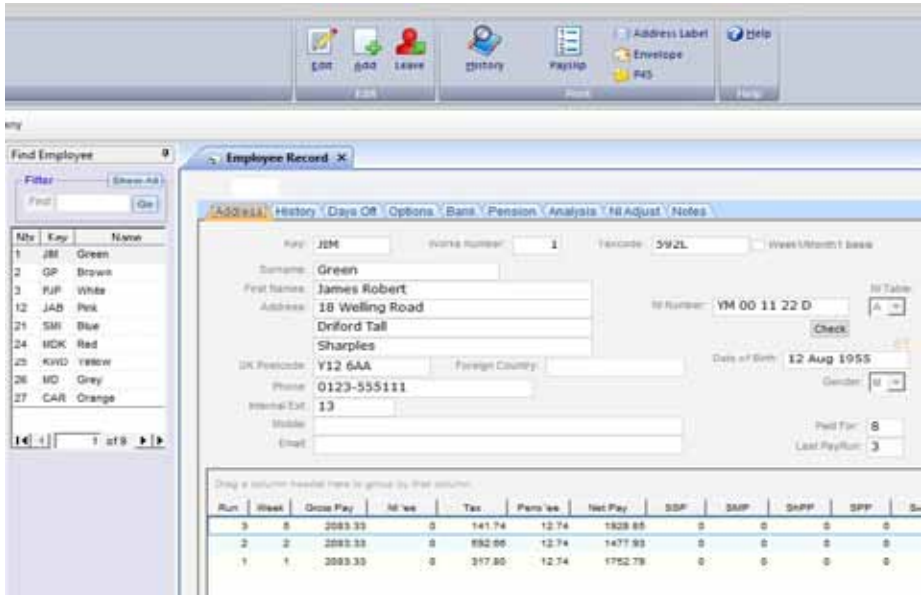 Address Label Help
Envelope
Edit Add Leave History Payslip P45
Edit Print Help
ny
Find Employee
Employee Record X
Filter Show All
Find Go
Address History Days Off Options Bank Pension Analysis NI Adjust Notes
Nbr Key Name
1 JIM Green
2 GP Brown
3 PJP White
12 JAB Pink
21 SMI Blue
24 MDK Red
25 KWD Yellow
26 MD Grey
27 CAR Orange
1 of 9
Key: JIM Works Number: 1 Taxcode: 592L Week1/Month1 basis
Surname: Green
First Names: James Robert NI Table
Address: 18 Welling Road NI Number: YM 00 11 22 D A
Driford Tall Check
Sharples
UK Postcode: Y12 6AA Foreign Country: Date of Birth: 12 Aug 1955
Phone: 0123-555111 Gender: M
Internal Ext: 13
Mobile: Paid For: 8
Email: Last PayRun: 3
Drag a column header here to group by that column.
Run Week Gross Pay NI 'ee Tax Pens 'ee Net Pay SSP SMP ShPP SPP
3 2083.33 0 141.74 12.74 1928.85 0 0 0 0
2 2 2083.33 0 592.66 12.74 1477.93 0 0 0 0
1 1 2083.33 0 317.80 12.74 1752.79 0 0 0 0